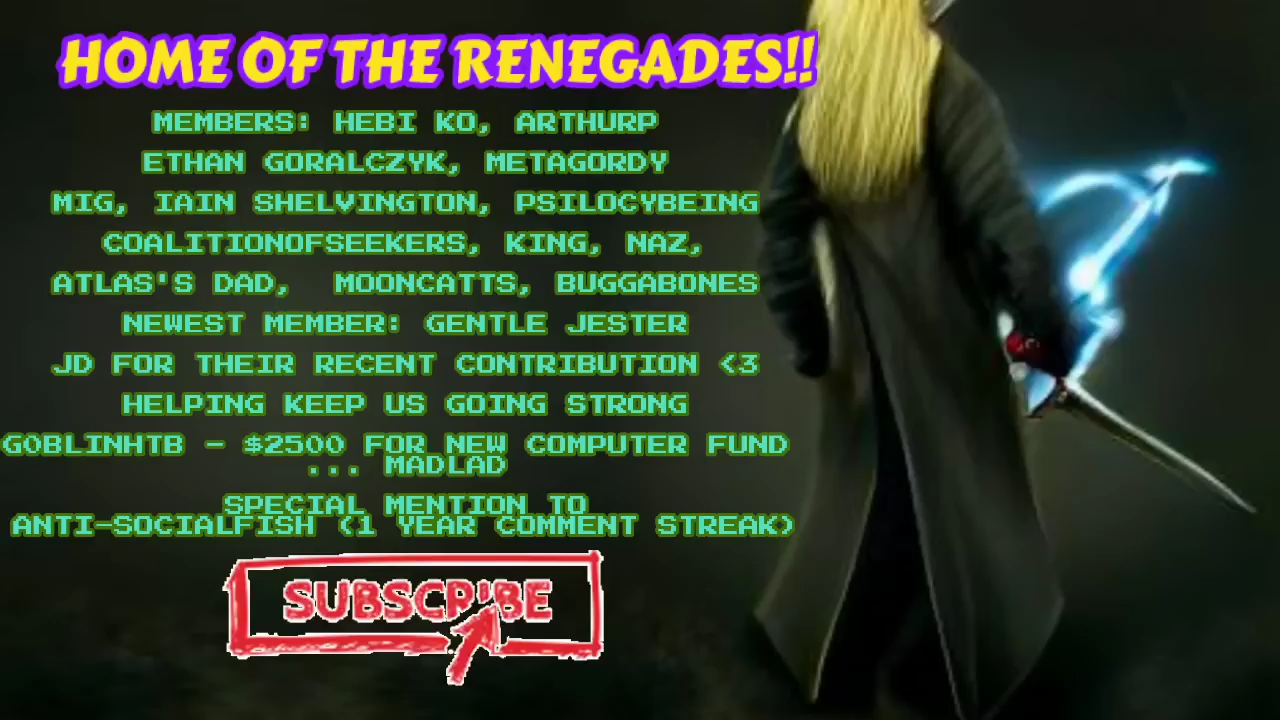 HOME OF THE RENEGADES!!
MEMBERS: HEBI KO, ARTHURP
ETHAN GORALCZYK, METAGORDY
MIG, IAIN SHELVINGTON, PSILOCYBEING
COALITIONOFSEEKERS, KING, NAZ,
ATLAS'S DAD, MOONCATTS, BUGGABONES
NEWEST MEMBER: GENTLE JESTER
JD FOR THEIR RECENT CONTRIBUTION <3
HELPING KEEP US GOING STRONG
GOBLINHTB - $2500 FOR NEW COMPUTER FUND
... MADLAD
SPECIAL MENTION TO
ANTI-SOCIALFISH (1 YEAR COMMENT STREAK)
SUBSCRIBE